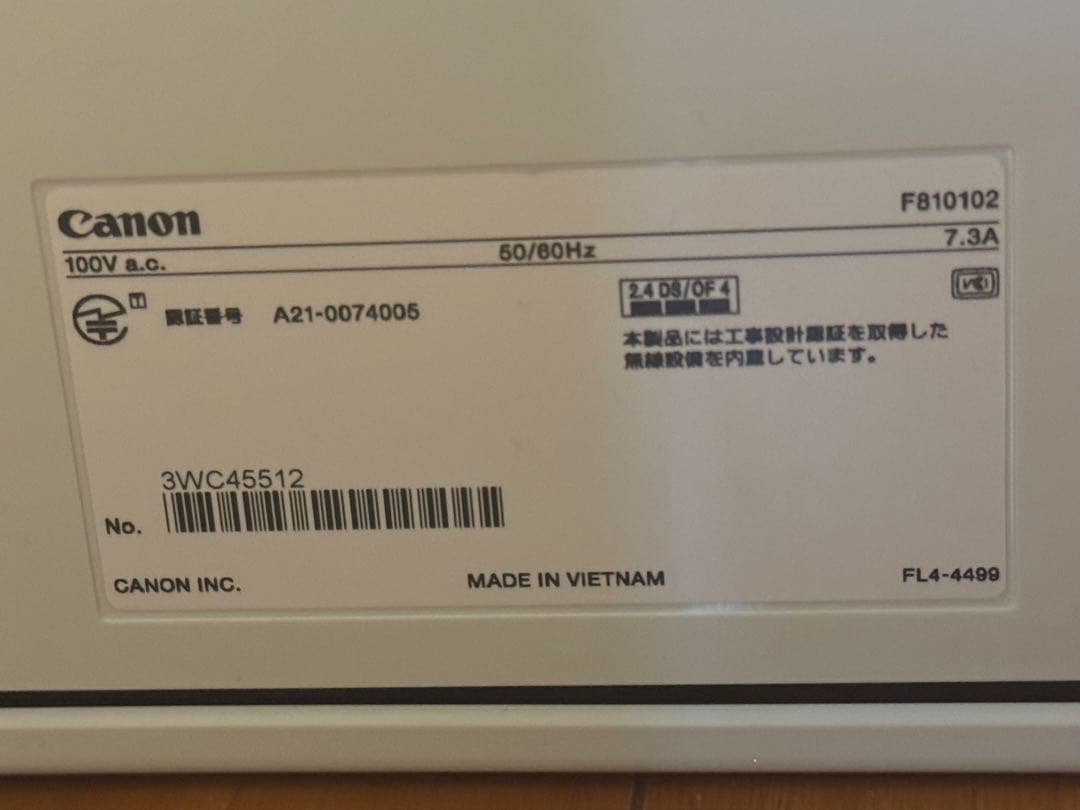 Canon
F810102
100V a.c.
50/60Hz
7.3A
T
認証番号 A21-0074005
2.4 DS/OF 4
VCI
本製品には工事設計認証を取得した
無線設備を内蔵しています。
3WC45512
No.
CANON INC.
MADE IN VIETNAM
FL4-4499